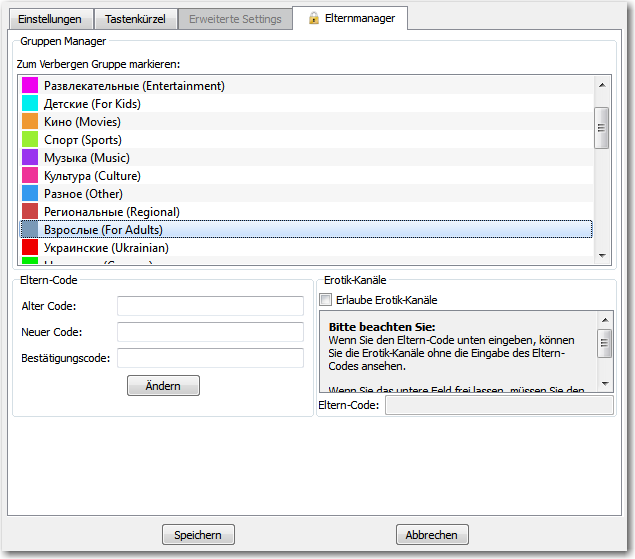 Einstellungen
Tastenkürzel
Erweiterte Settings
Elternmanager
Gruppen Manager
Zum Verbergen Gruppe markieren:
Развлекательные (Entertainment)
Детские (For Kids)
Кино (Movies)
Спорт (Sports)
Музыка (Music)
Культура (Culture)
Разное (Other)
Региональные (Regional)
Взрослые (For Adults)
Украинские (Ukrainian)
Eltern-Code
Alter Code:
Neuer Code:
Bestätigungscode:
Ändern
Erotik-Kanäle
Erlaube Erotik-Kanäle
Bitte beachten Sie:
Wenn Sie den Eltern-Code unten eingeben, können
Sie die Erotik-Kanäle ohne die Eingabe des Eltern-
Codes ansehen.
Wenn Sie das untere Feld frei lassen, müssen Sie den
Eltern-Code:
Speichern
Abbrechen